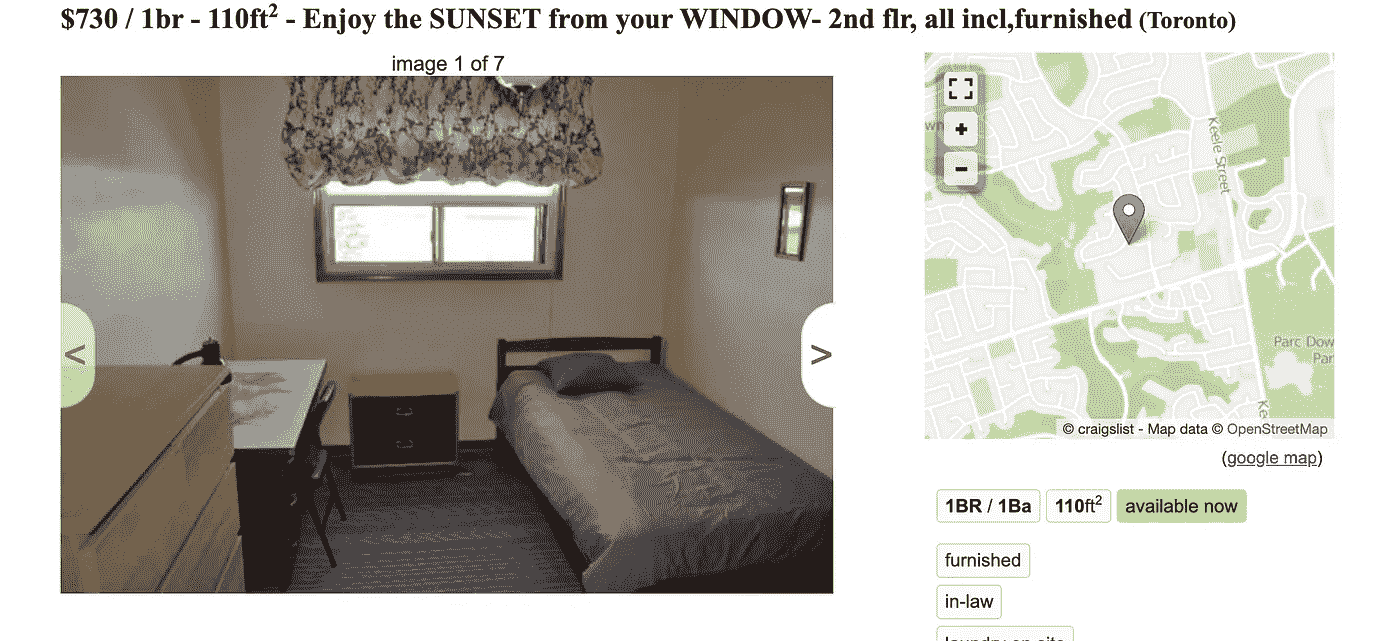 $730 / 1br - 110ft² - Enjoy the SUNSET from your WINDOW- 2nd flr, all incl,furnished (Toronto)
image 1 of 7
<
>
+
-
wn
Keele Street
Parc Dow
Par
Ke
© craigslist - Map data © OpenStreetMap
(google map)
1BR / 1Ba
110ft²
available now
furnished
in-law
laundry on site